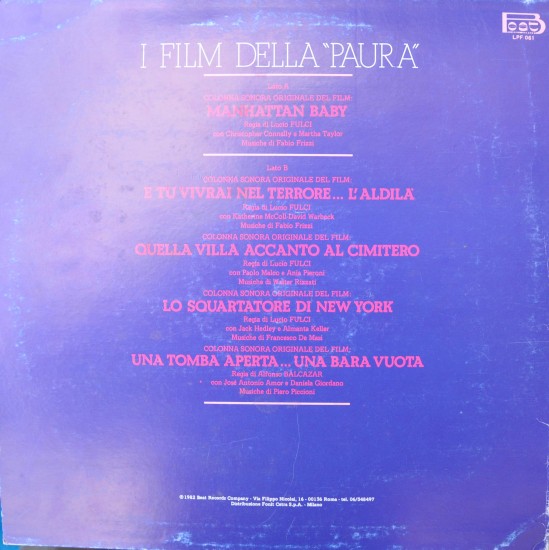 Beat
LPF 061
I FILM DELLA "PAURA"
Lato A
COLONNA SONORA ORIGINALE DEL FILM:
MANHATTAN BABY
Regia di Lucio FULCI
con Christopher Connelly e Martha Taylor
Musiche di Fabio Frizzi
Lato B
COLONNA SONORA ORIGINALE DEL FILM:
E TU VIVRAI NEL TERRORE... L'ALDILÀ
Regia di Lucio FULCI
con Katherine McColl David Warback
Musiche di Fabio Frizzi
COLONNA SONORA ORIGINALE DEL FILM:
QUELLA VILLA ACCANTO AL CIMITERO
Regia di Lucio FULCI
con Paolo Malco e Ania Pieroni
Musiche di Walter Rizzati
COLONNA SONORA ORIGINALE DEL FILM:
LO SQUARTATORE DI NEW YORK
Regia di Lucio FULCI
con Jack Hedley e Almanta Keller
Musiche di Francesco De Masi
COLONNA SONORA ORIGINALE DEL FILM:
UNA TOMBA APERTA... UNA BARA VUOTA
Regia di Alfonso BALCAZAR
con José Antonio Amor e Daniela Giordano
Musiche di Piero Piccioni
© 1982 Beat Records Company - Via Filippo Nicolai, 16 - 00136 Roma - tel. 06/348497
Distribuzione Fonit Cetra S.p.A. - Milano